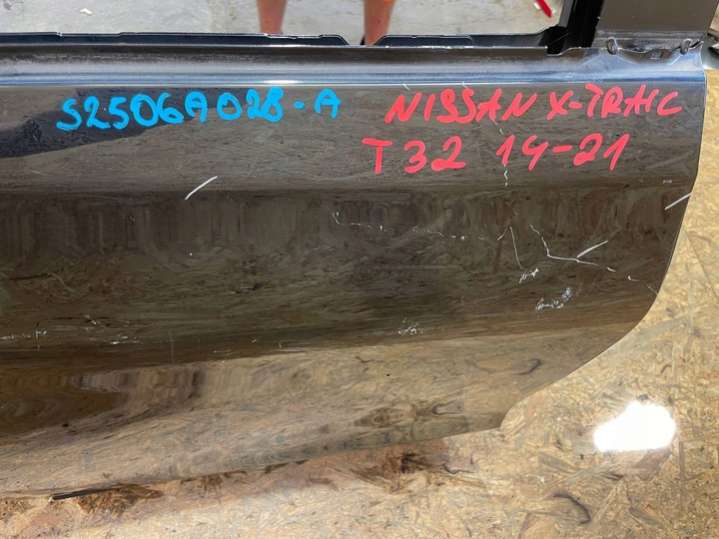 S2506A028-A NISSAN X-TRAIL
T32 14-21